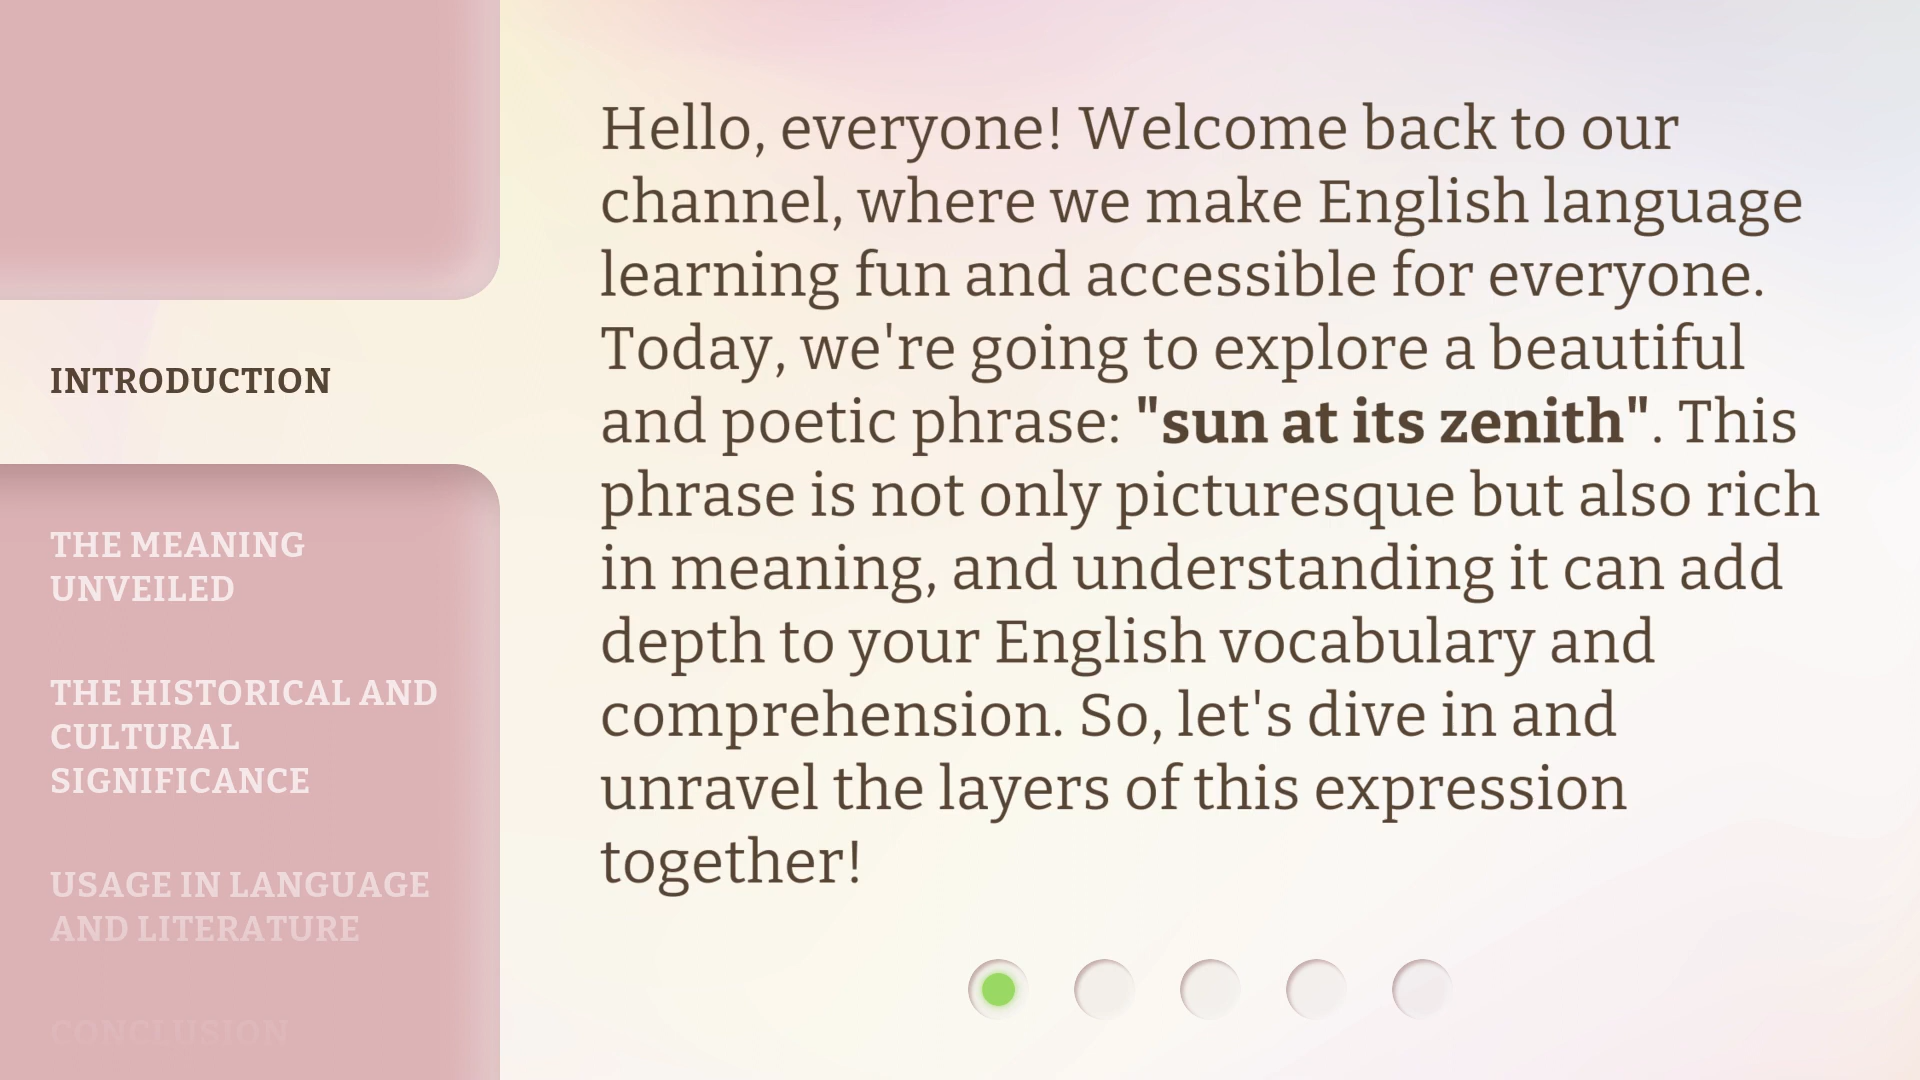 INTRODUCTION
THE MEANING
UNVEILED
THE HISTORICAL AND
CULTURAL
SIGNIFICANCE
USAGE IN LANGUAGE
AND LITERATURE
CONCLUSION
Hello, everyone! Welcome back to our
channel, where we make English language
learning fun and accessible for everyone.
Today, we're going to explore a beautiful
and poetic phrase: "sun at its zenith". This
phrase is not only picturesque but also rich
in meaning, and understanding it can add
depth to your English vocabulary and
comprehension. So, let's dive in and
unravel the layers of this expression
together!